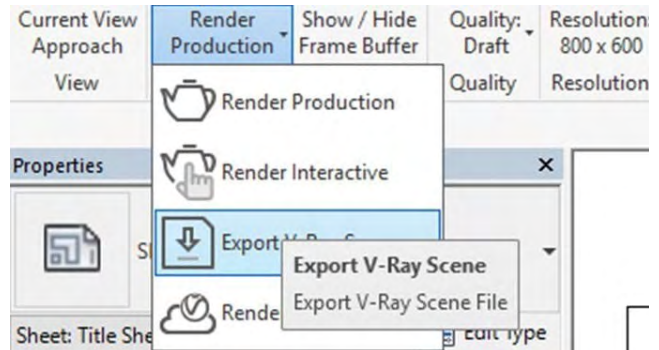 Current View
Approach
Render
Production
Show / Hide
Frame Buffer
Quality:
Draft
Resolution:
800 x 600
View
Quality
Resolution
Render Production
Properties
Render Interactive
Export
Export V-Ray Scene
Export V-Ray Scene File
Sheet: Title
Edit Type